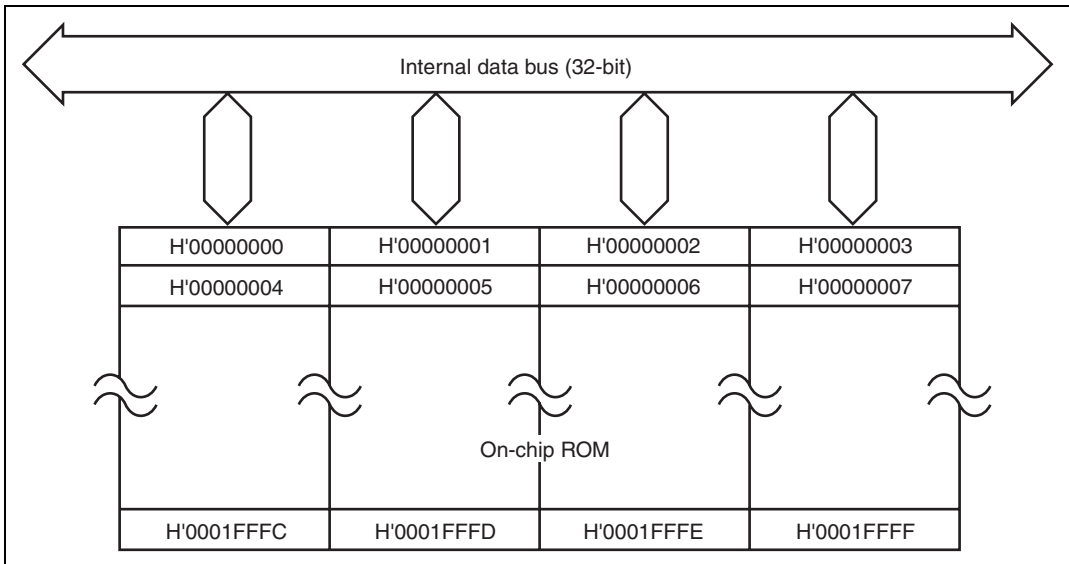 Internal data bus (32-bit)
H'00000000 H'00000001 H'00000002 H'00000003
H'00000004 H'00000005 H'00000006 H'00000007
On-chip ROM
H'0001FFFC H'0001FFFD H'0001FFFE H'0001FFFF